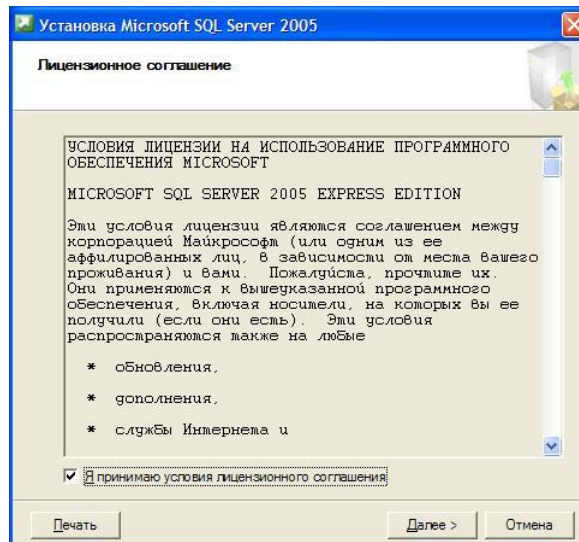 Установка Microsoft SQL Server 2005
Лицензионное соглашение
УСЛОВИЯ ЛИЦЕНЗИИ НА ИСПОЛЬЗОВАНИЕ ПРОГРАММНОГО
ОБЕСПЕЧЕНИЯ MICROSOFT
MICROSOFT SQL SERVER 2005 EXPRESS EDITION
Эти условия лицензии являются соглашением между
корпорацией Майкрософт (или одним из ее
аффилированных лиц, в зависимости от места вашего
проживания) и вами.  Пожалуйста, прочтите их.
Они применяются к вышеуказанной программного
обеспечения, включая носители, на которых вы ее
получили (если они есть).  Эти условия
распространяются также на любые
* обновления,
* дополнения,
* службы Интернета и
Я принимаю условия лицензионного соглашения
Печать
Далее >
Отмена